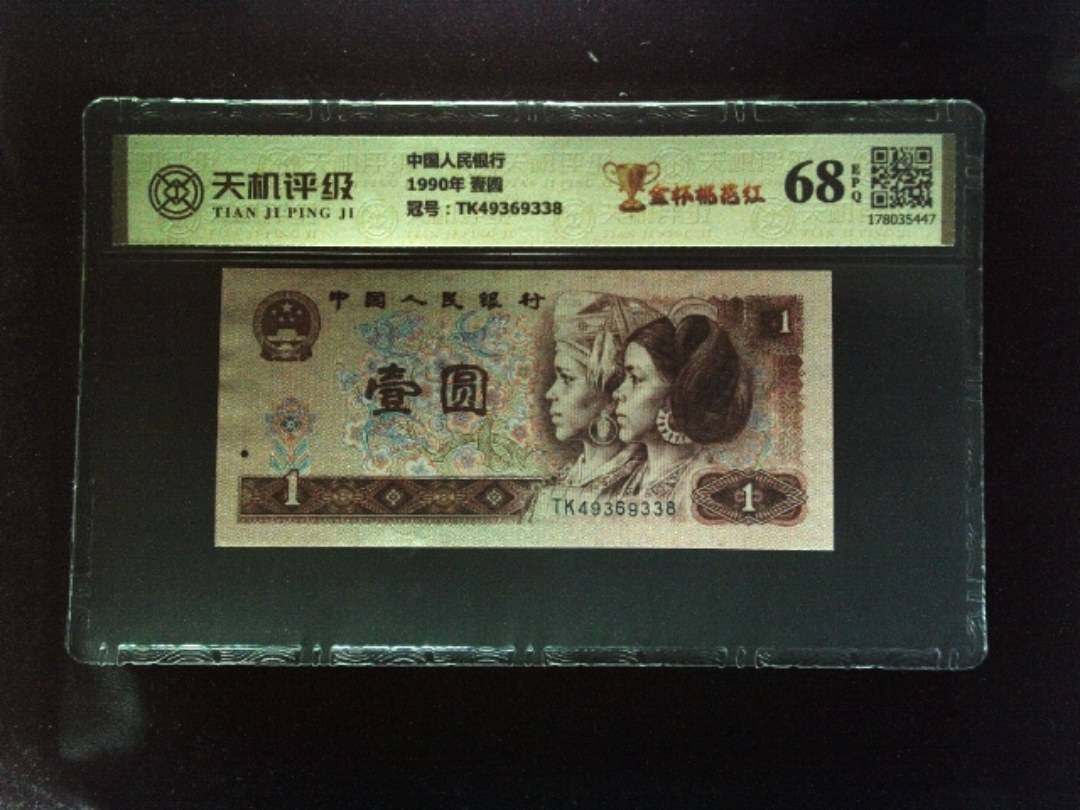 天机评级
TIAN JI PING JI
中国人民银行
1990年 壹圆
冠号：TK49369338
金杯桃花红
68
EPQ
178035447
中国人民银行
壹圆
1
1
TK49369338
1